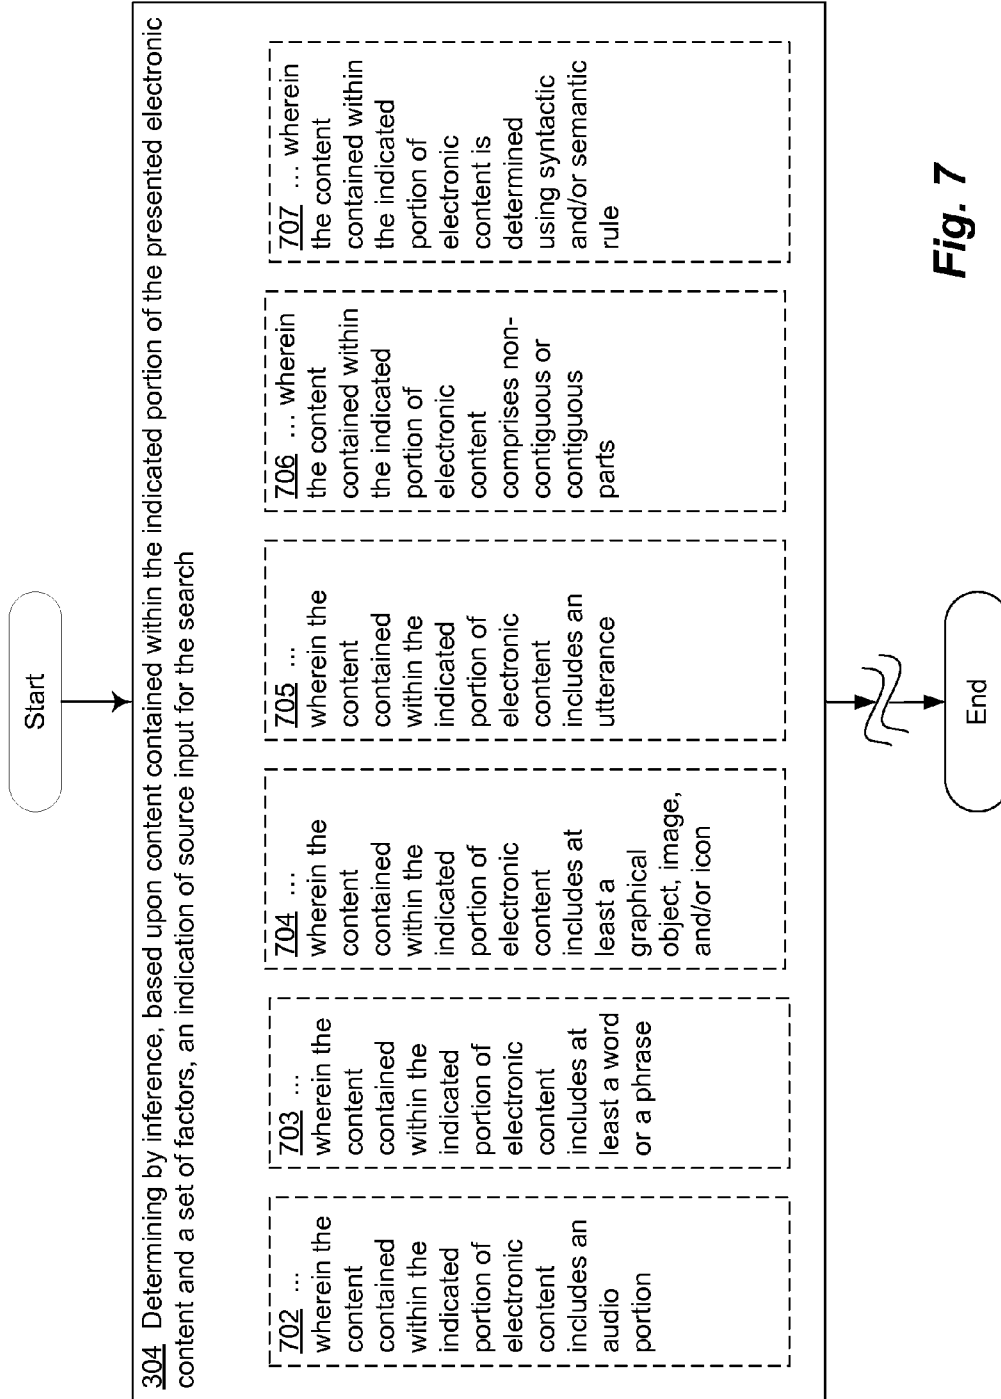 Start
304 Determining by inference, based upon content contained within the indicated portion of the presented electronic
content and a set of factors, an indication of source input for the search
702 ...
wherein the
content
contained
within the
indicated
portion of
electronic
content
includes an
audio
portion
703 ...
wherein the
content
contained
within the
indicated
portion of
electronic
content
includes at
least a word
or a phrase
704 ...
wherein the
content
contained
within the
indicated
portion of
electronic
content
includes at
least a
graphical
object, image,
and/or icon
705 ...
wherein the
content
contained
within the
indicated
portion of
electronic
content
includes an
utterance
706 ... wherein
the content
contained within
the indicated
portion of
electronic
content
comprises non-
contiguous or
contiguous
parts
707 ... wherein
the content
contained within
the indicated
portion of
electronic
content is
determined
using syntactic
and/or semantic
rule
End
Fig. 7